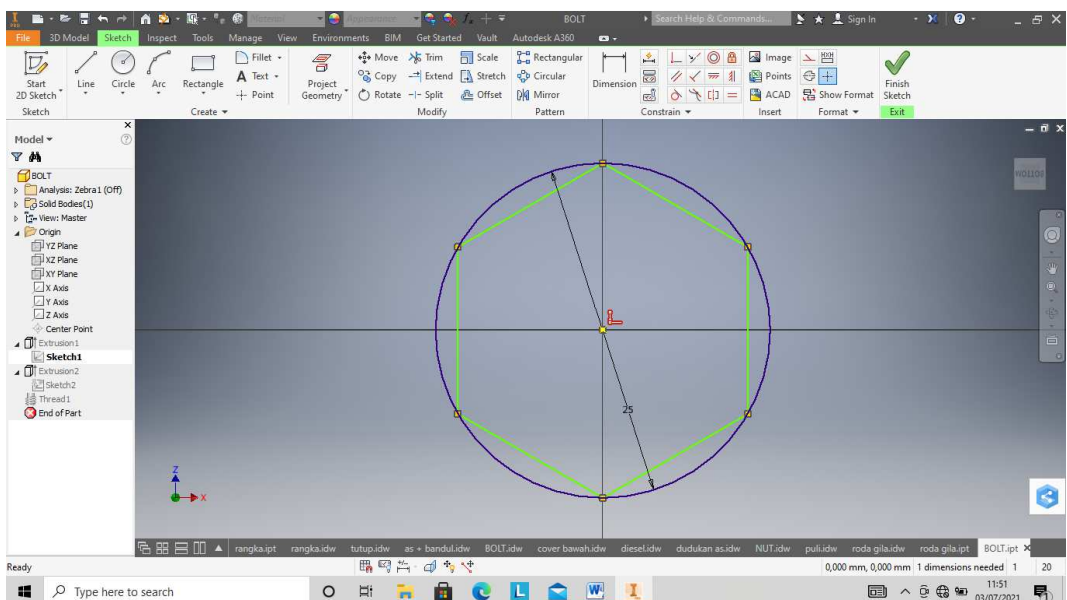 Material
Appearance
BOLT
Search Help & Commands...
Sign In
PRO
File 3D Model Sketch Inspect Tools Manage View Environments BIM Get Started Vault Autodesk A360
Start
2D Sketch
Line
Circle
Arc
Rectangle
Fillet
Text
Point
Project
Geometry
Move Trim Scale
Copy Extend Stretch
Rotate Split Offset
Rectangular
Circular
Mirror
Dimension
Image
Points
ACAD
Show Format
Finish
Sketch
Sketch Create Modify Pattern Constrain Insert Format Exit
Model
BOLT
Analysis: Zebra1 (Off)
Solid Bodies(1)
View: Master
Origin
YZ Plane
XZ Plane
XY Plane
X Axis
Y Axis
Z Axis
Center Point
Extrusion1
Sketch1
Extrusion2
Sketch2
Thread1
End of Part
25
Z
X
BOTTOM
rangka.ipt rangka.idw tutup.idw as + bandul.idw BOLT.idw cover bawah.idw diesel.idw dudukan as.idw NUT.idw puli.idw roda gila.idw roda gila.ipt BOLT.ipt
Ready
0,000 mm, 0,000 mm 1 dimensions needed 1 20
Type here to search
11:51
03/07/2021